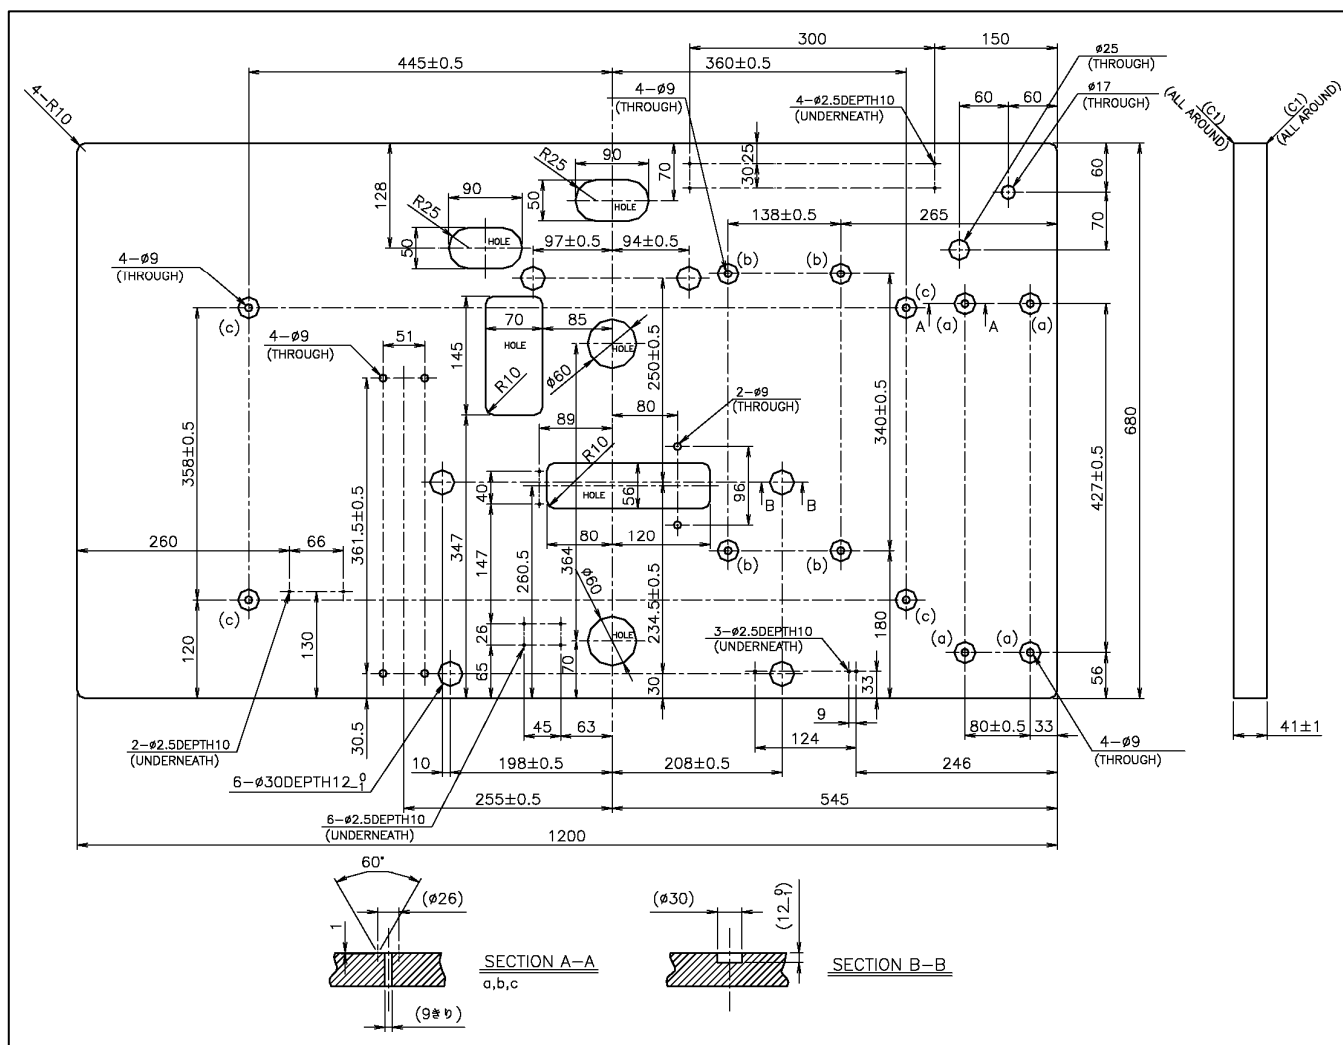 300
150
445±0.5
360±0.5
ø25
(THROUGH)
4-R10
4-ø9
(THROUGH)
4-ø2.5DEPTH10
(UNDERNEATH)
60
60
ø17
(THROUGH)
(C1)
(ALL AROUND)
(C1)
(ALL AROUND)
R25
90
70
25
30
60
128
50
HOLE
R25
90
138±0.5
265
70
50
HOLE
97±0.5
94±0.5
4-ø9
(THROUGH)
(b)
(b)
(c)
(c)
A
(a)
A
(a)
70
85
HOLE
HOLE
4-ø9
(THROUGH)
51
145
R10
ø60
250±0.5
2-ø9
(THROUGH)
80
89
R10
340±0.5
680
358±0.5
361.5±0.5
40
HOLE
56
96
B
B
427±0.5
260
66
347
147
260.5
80
120
364
(b)
(b)
ø60
234.5±0.5
(c)
(c)
120
130
26
65
HOLE
70
30
3-ø2.5DEPTH10
(UNDERNEATH)
180
(a)
(a)
33
56
30.5
2-ø2.5DEPTH10
(UNDERNEATH)
45
63
9
124
80±0.5
33
41±1
6-ø30DEPTH12 0 -1
10
198±0.5
208±0.5
246
4-ø9
(THROUGH)
255±0.5
545
6-ø2.5DEPTH10
(UNDERNEATH)
1200
60°
(ø26)
1
SECTION A-A
a,b,c
(9きり)
(ø30)
(12 0 -1)
SECTION B-B